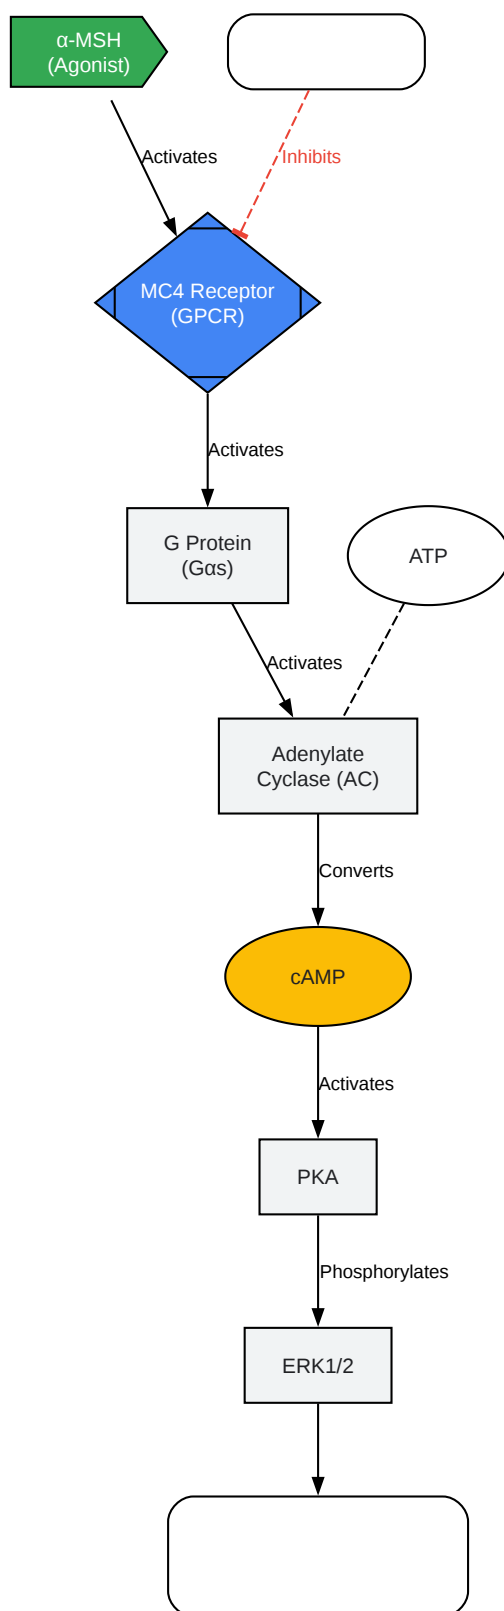 α-MSH
(Agonist)
Activates
Inhibits
MC4 Receptor
(GPCR)
Activates
G Protein
(Gαs)
ATP
Activates
Adenylate
Cyclase (AC)
Converts
cAMP
Activates
PKA
Phosphorylates
ERK1/2